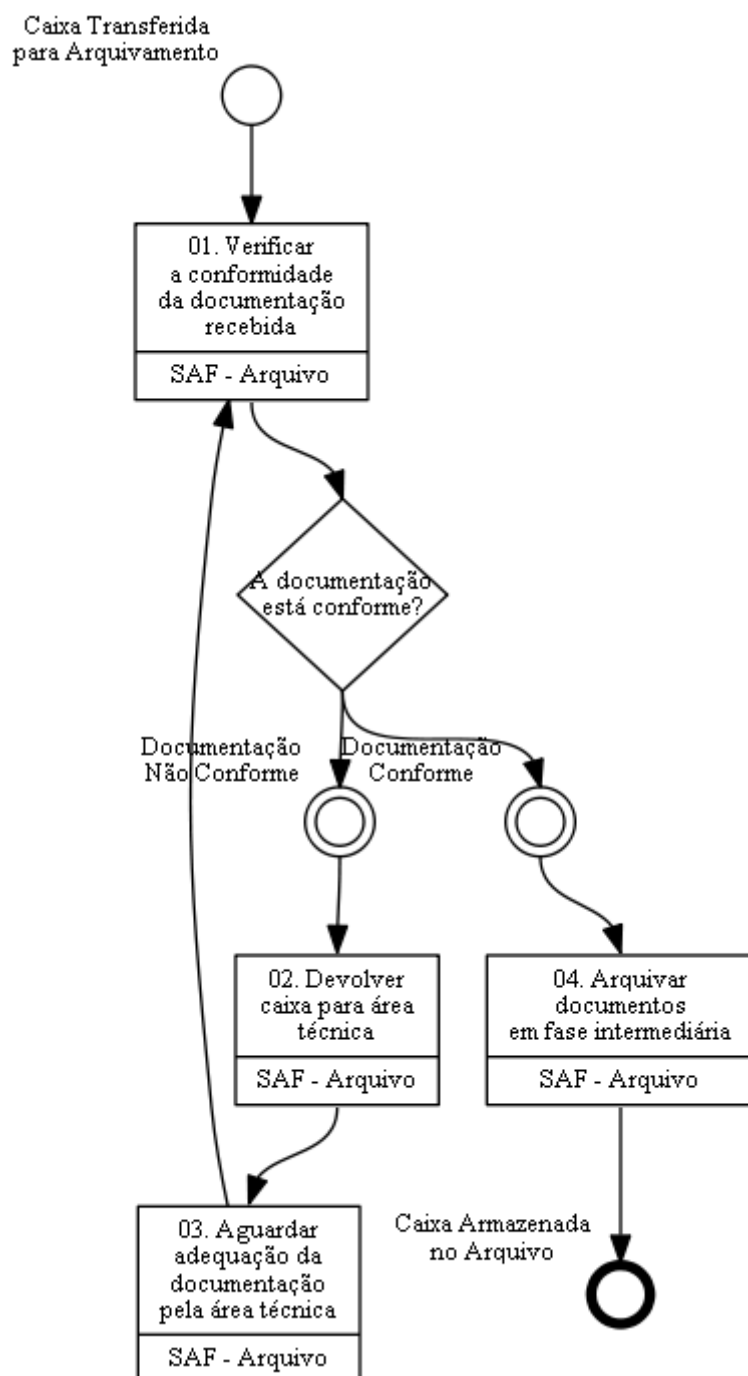 Caixa Transferida
para Arquivamento
01. Verificar
a conformidade
da documentação
recebida
SAF - Arquivo
A documentação
está conforme?
Documentação
Não Conforme
Documentação
Conforme
02. Devolver
caixa para área
técnica
SAF - Arquivo
04. Arquivar
documentos
em fase intermediária
SAF - Arquivo
03. Aguardar
adequação da
documentação
pela área técnica
SAF - Arquivo
Caixa Armazenada
no Arquivo